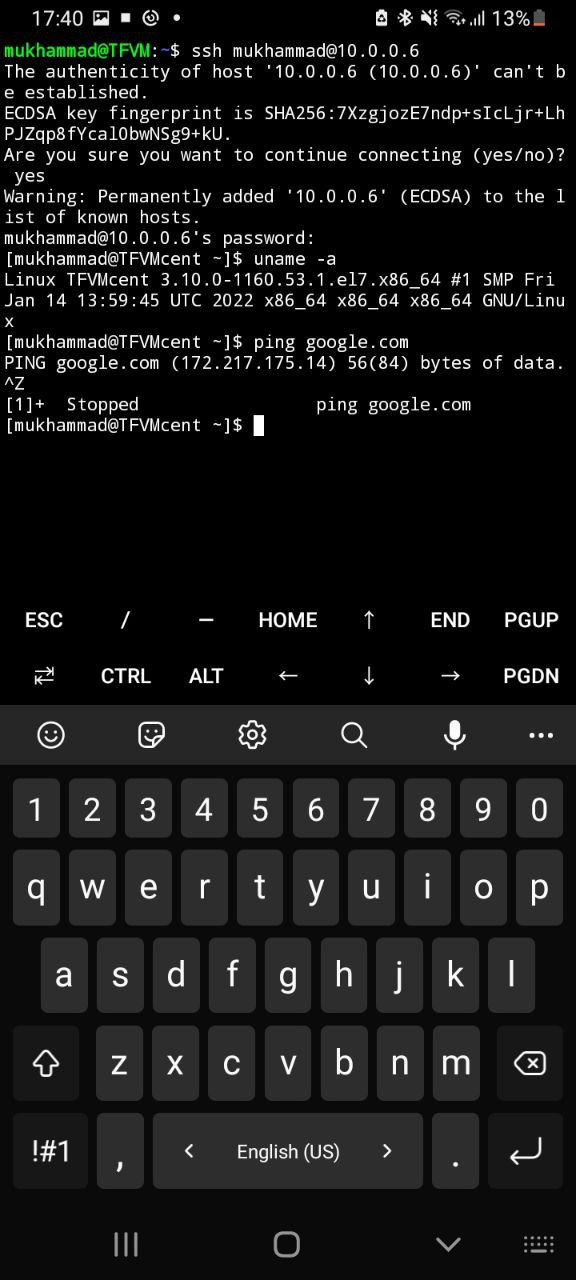 17:40 13%
mukhammad@TFVM:~$ ssh mukhammad@10.0.0.6
The authenticity of host '10.0.0.6 (10.0.0.6)' can't b
e established.
ECDSA key fingerprint is SHA256:7XzgjozE7ndp+sIcLjr+Lh
PJZqp8fYcal0bwNSg9+kU.
Are you sure you want to continue connecting (yes/no)?
yes
Warning: Permanently added '10.0.0.6' (ECDSA) to the l
ist of known hosts.
mukhammad@10.0.0.6's password:
[mukhammad@TFVMcent ~]$ uname -a
Linux TFVMcent 3.10.0-1160.53.1.el7.x86_64 #1 SMP Fri
Jan 14 13:59:45 UTC 2022 x86_64 x86_64 x86_64 GNU/Linu
x
[mukhammad@TFVMcent ~]$ ping google.com
PING google.com (172.217.175.14) 56(84) bytes of data.
^Z
[1]+  Stopped                 ping google.com
[mukhammad@TFVMcent ~]$
ESC / – HOME ↑ END PGUP
⇄ CTRL ALT ← ↓ → PGDN
1 2 3 4 5 6 7 8 9 0
q w e r t y u i o p
a s d f g h j k l
z x c v b n m
!#1 , < English (US) > .